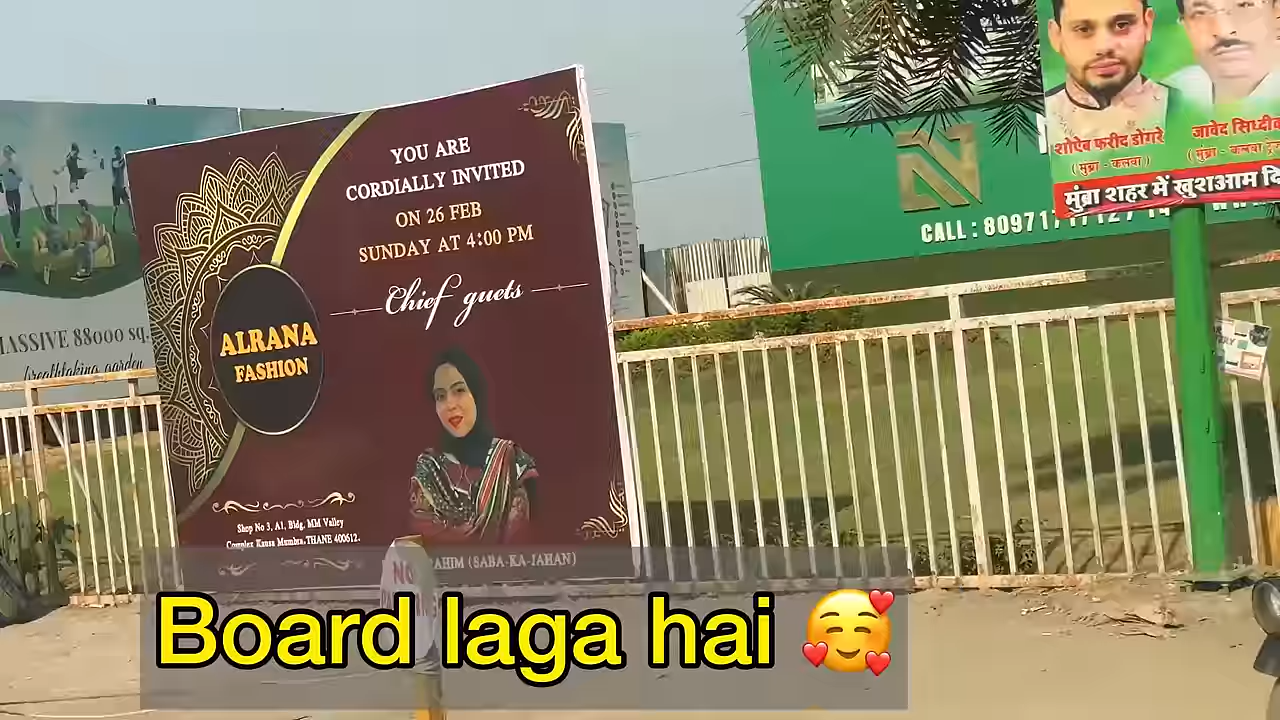 MASSIVE 88000 sq.
breathtaking garden
YOU ARE
CORDIALLY INVITED
ON 26 FEB
SUNDAY AT 4:00 PM
Chief guets
ALRANA
FASHION
Shop No 3, A1, Bldg. MM Valley
Complex Kausa Mumbra, THANE 400612.
AHIM (SABA-KA-JAHAN)
NO
Board laga hai 🥰
CALL : 80971
शोऐब फरीद डोंगरे
(मुंब्रा - कलवा)
जावेद सिध्दीकी
(मुंब्रा - कलवा
मुंब्रा शहर में खुशआम दि